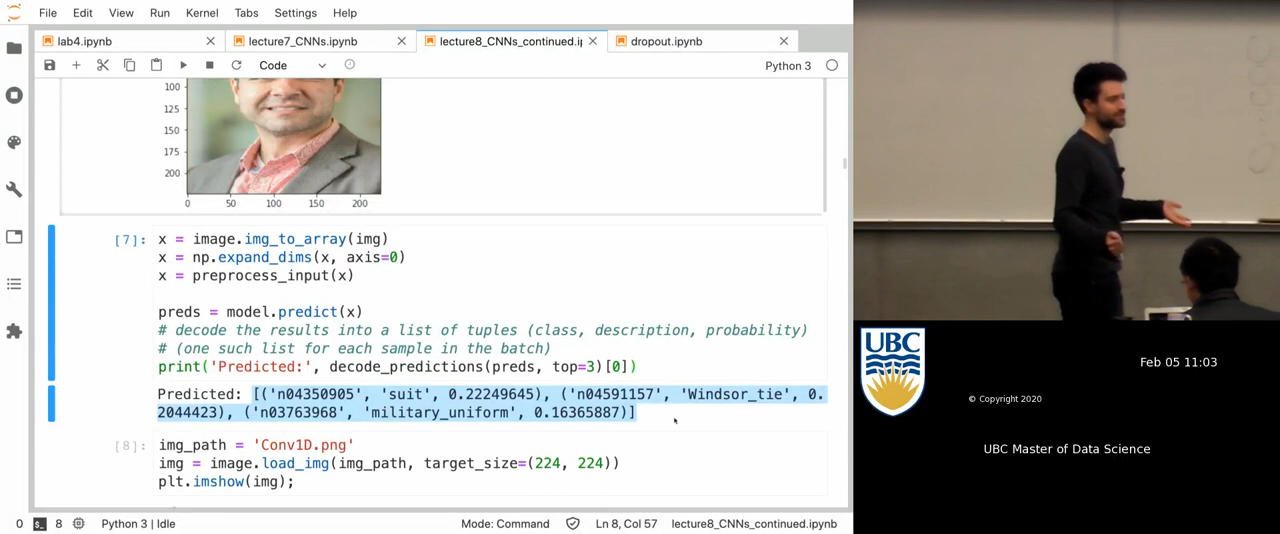 File Edit View Run Kernel Tabs Settings Help
lab4.ipynb lecture7_CNNs.ipynb lecture8_CNNs_continued.ij dropout.ipynb
Code Python 3
100
125
150
175
200
0 50 100 150 200
[7]: x = image.img_to_array(img)
x = np.expand_dims(x, axis=0)
x = preprocess_input(x)
preds = model.predict(x)
# decode the results into a list of tuples (class, description, probability)
# (one such list for each sample in the batch)
print('Predicted:', decode_predictions(preds, top=3)[0])
Predicted: [('n04350905', 'suit', 0.22249645), ('n04591157', 'Windsor_tie', 0.
2044423), ('n03763968', 'military_uniform', 0.16365887)]
[8]: img_path = 'Conv1D.png'
img = image.load_img(img_path, target_size=(224, 224))
plt.imshow(img);
0 8 Python 3 | Idle Mode: Command Ln 8, Col 57 lecture8_CNNs_continued.ipynb
UBC
Feb 05 11:03
© Copyright 2020
UBC Master of Data Science